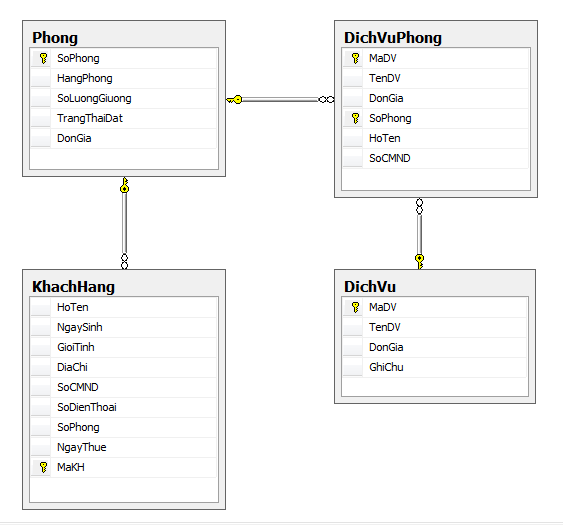 Phong
SoPhong
HangPhong
SoLuongGiuong
TrangThaiDat
DonGia
DichVuPhong
MaDV
TenDV
DonGia
SoPhong
HoTen
SoCMND
KhachHang
HoTen
NgaySinh
GioiTinh
DiaChi
SoCMND
SoDienThoai
SoPhong
NgayThue
MaKH
DichVu
MaDV
TenDV
DonGia
GhiChu